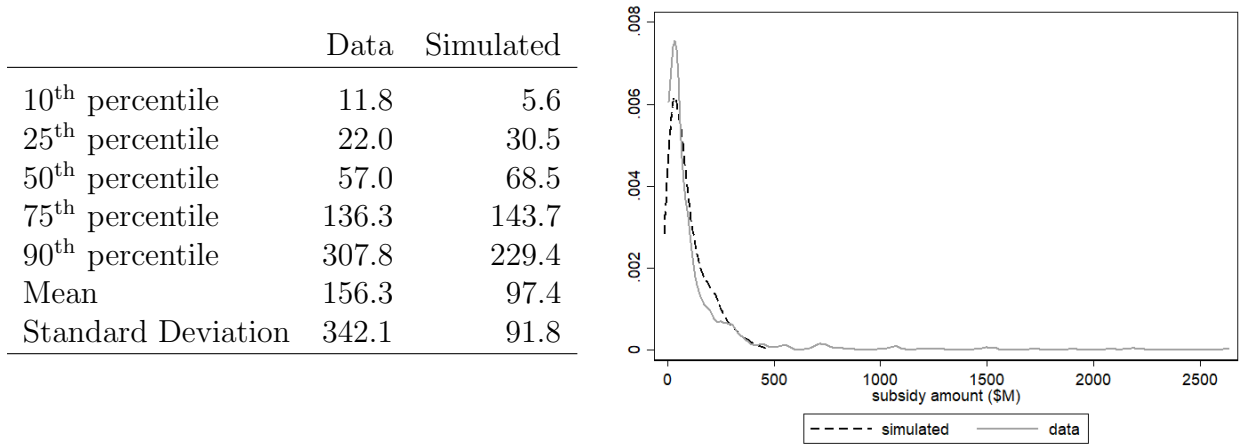 Data Simulated
10th percentile 11.8 5.6
25th percentile 22.0 30.5
50th percentile 57.0 68.5
75th percentile 136.3 143.7
90th percentile 307.8 229.4
Mean 156.3 97.4
Standard Deviation 342.1 91.8
.008
.006
.004
.002
0
0 500 1000 1500 2000 2500
subsidy amount ($M)
simulated data